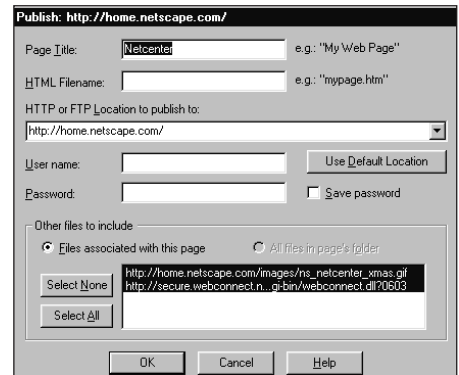 Publish: http://home.netscape.com/
Page Title: Netcenter e.g.: "My Web Page"
HTML Filename: e.g.: "mypage.htm"
HTTP or FTP Location to publish to:
http://home.netscape.com/
User name: Use Default Location
Password: Save password
Other files to include
Files associated with this page All files in page's folder
Select None http://home.netscape.com/images/ns_netcenter_xmas.gif
http://secure.webconnect.n...gi-bin/webconnect.dll?0603
Select All
OK Cancel Help